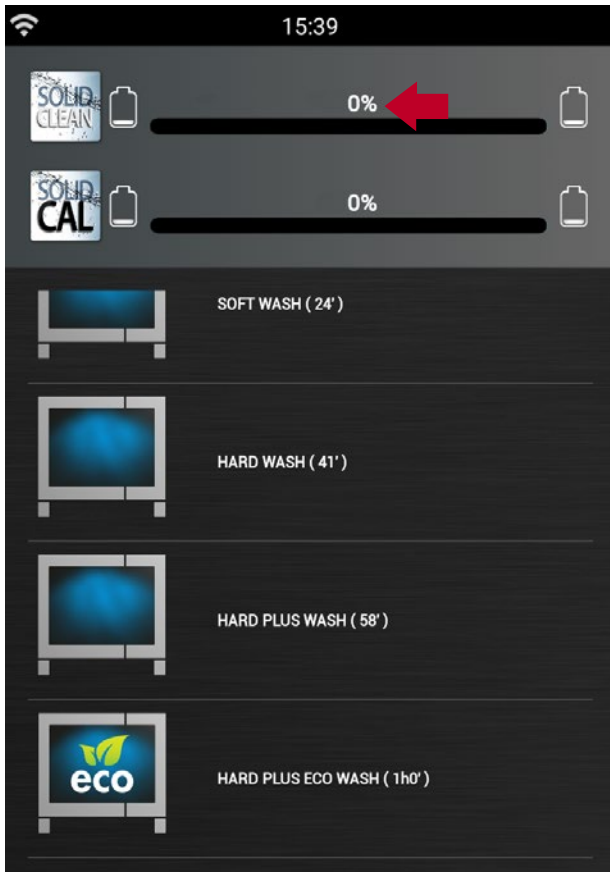 15:39
SOLID
CLEAN
0%
SOLID
CAL
0%
SOFT WASH ( 24' )
HARD WASH ( 41' )
HARD PLUS WASH ( 58' )
eco
HARD PLUS ECO WASH ( 1h0' )